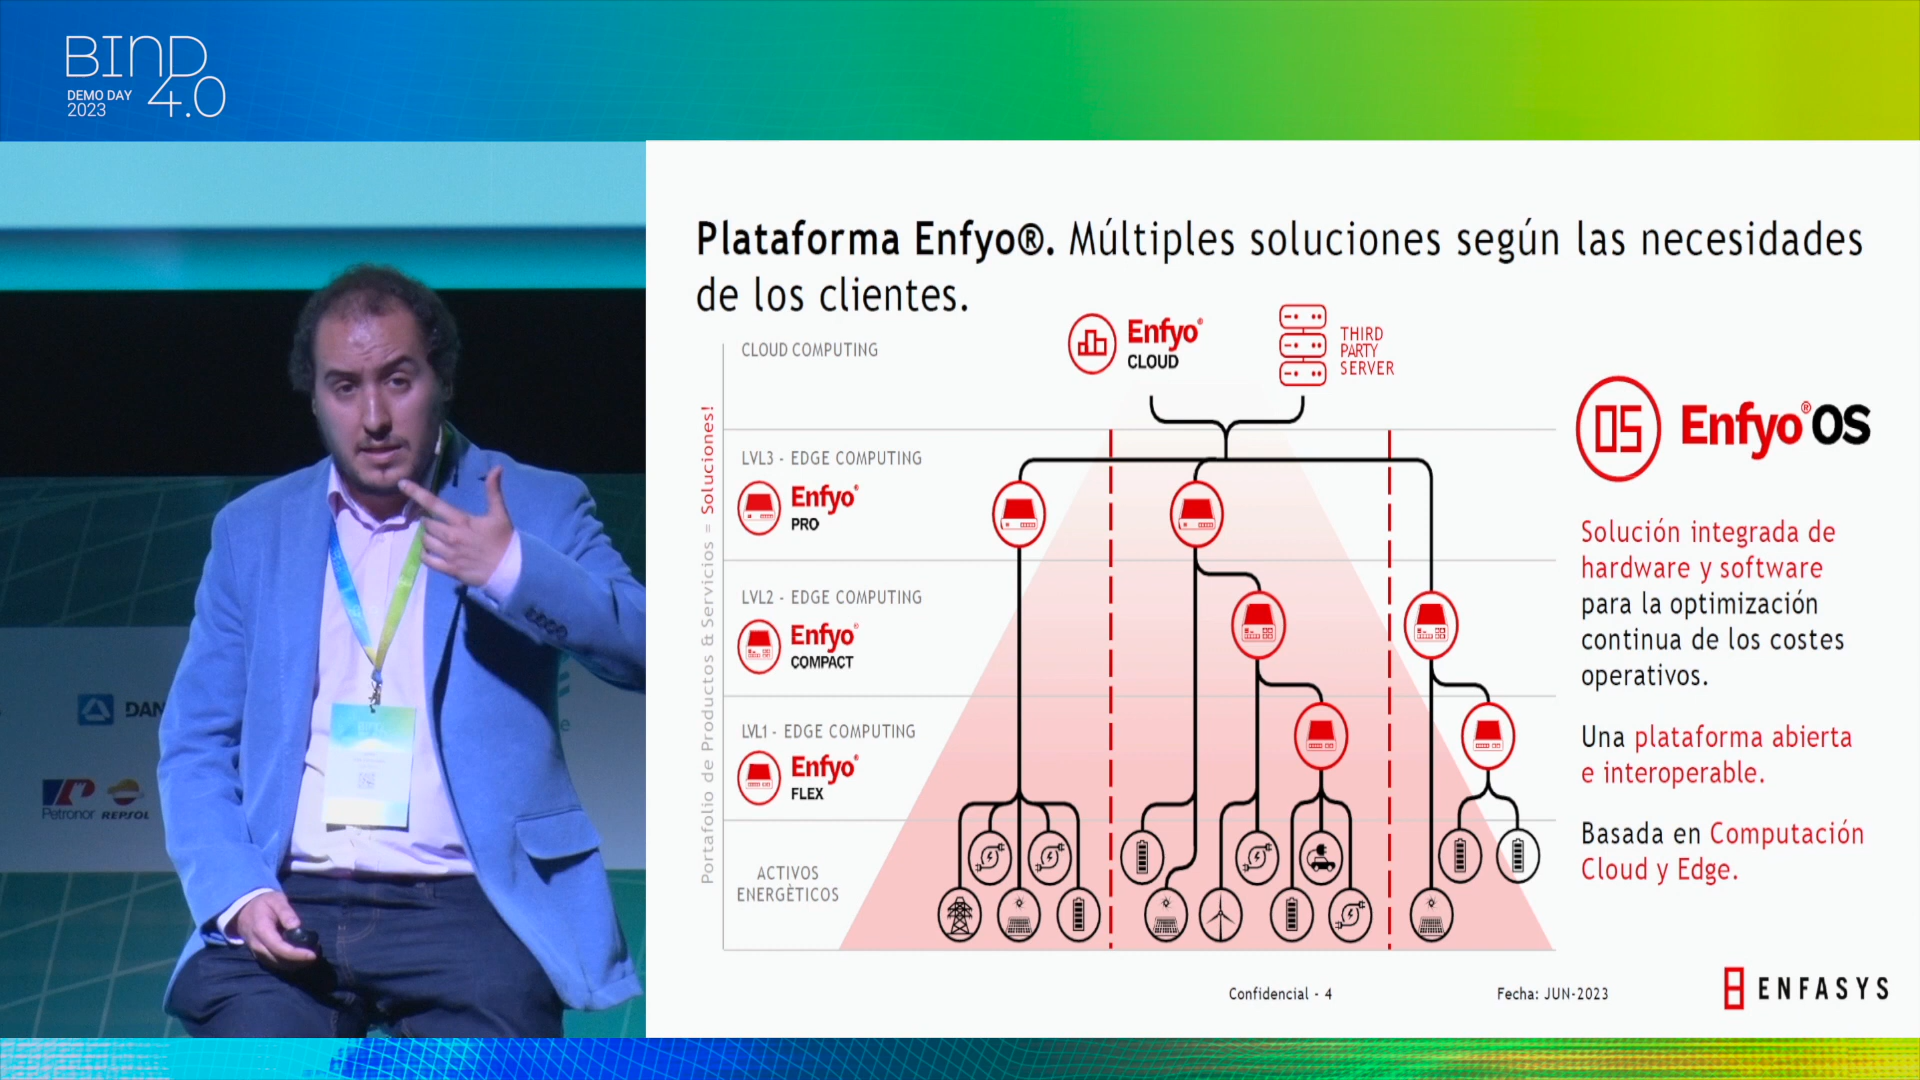 BIND
DEMO DAY
2023
4.0
Plataforma Enfyo®. Múltiples soluciones según las necesidades
de los clientes.
CLOUD COMPUTING
Enfyo®
CLOUD
THIRD
PARTY
SERVER
Portafolio de Productos & Servicios = Soluciones!
LVL3 - EDGE COMPUTING
Enfyo®
PRO
LVL2 - EDGE COMPUTING
Enfyo®
COMPACT
LVL1 - EDGE COMPUTING
Enfyo®
FLEX
ACTIVOS
ENERGÈTICOS
OS
Enfyo®OS
Solución integrada de
hardware y software
para la optimización
continua de los costes
operativos.
Una plataforma abierta
e interoperable.
Basada en Computación
Cloud y Edge.
Confidencial - 4
Fecha: JUN-2023
ENFASYS
DAN
Petronor REPSOL